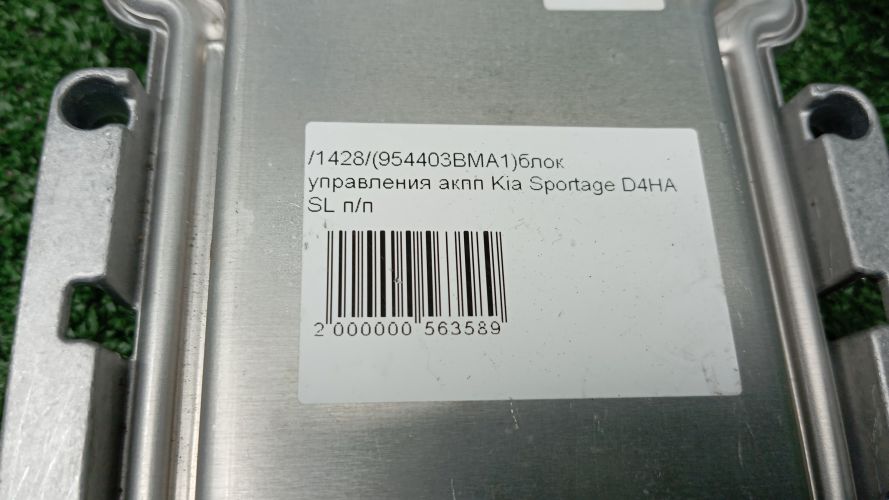 /1428/(954403BMA1)блок
управления акпп Kia Sportage D4HA
SL п/п
2 000000 563589